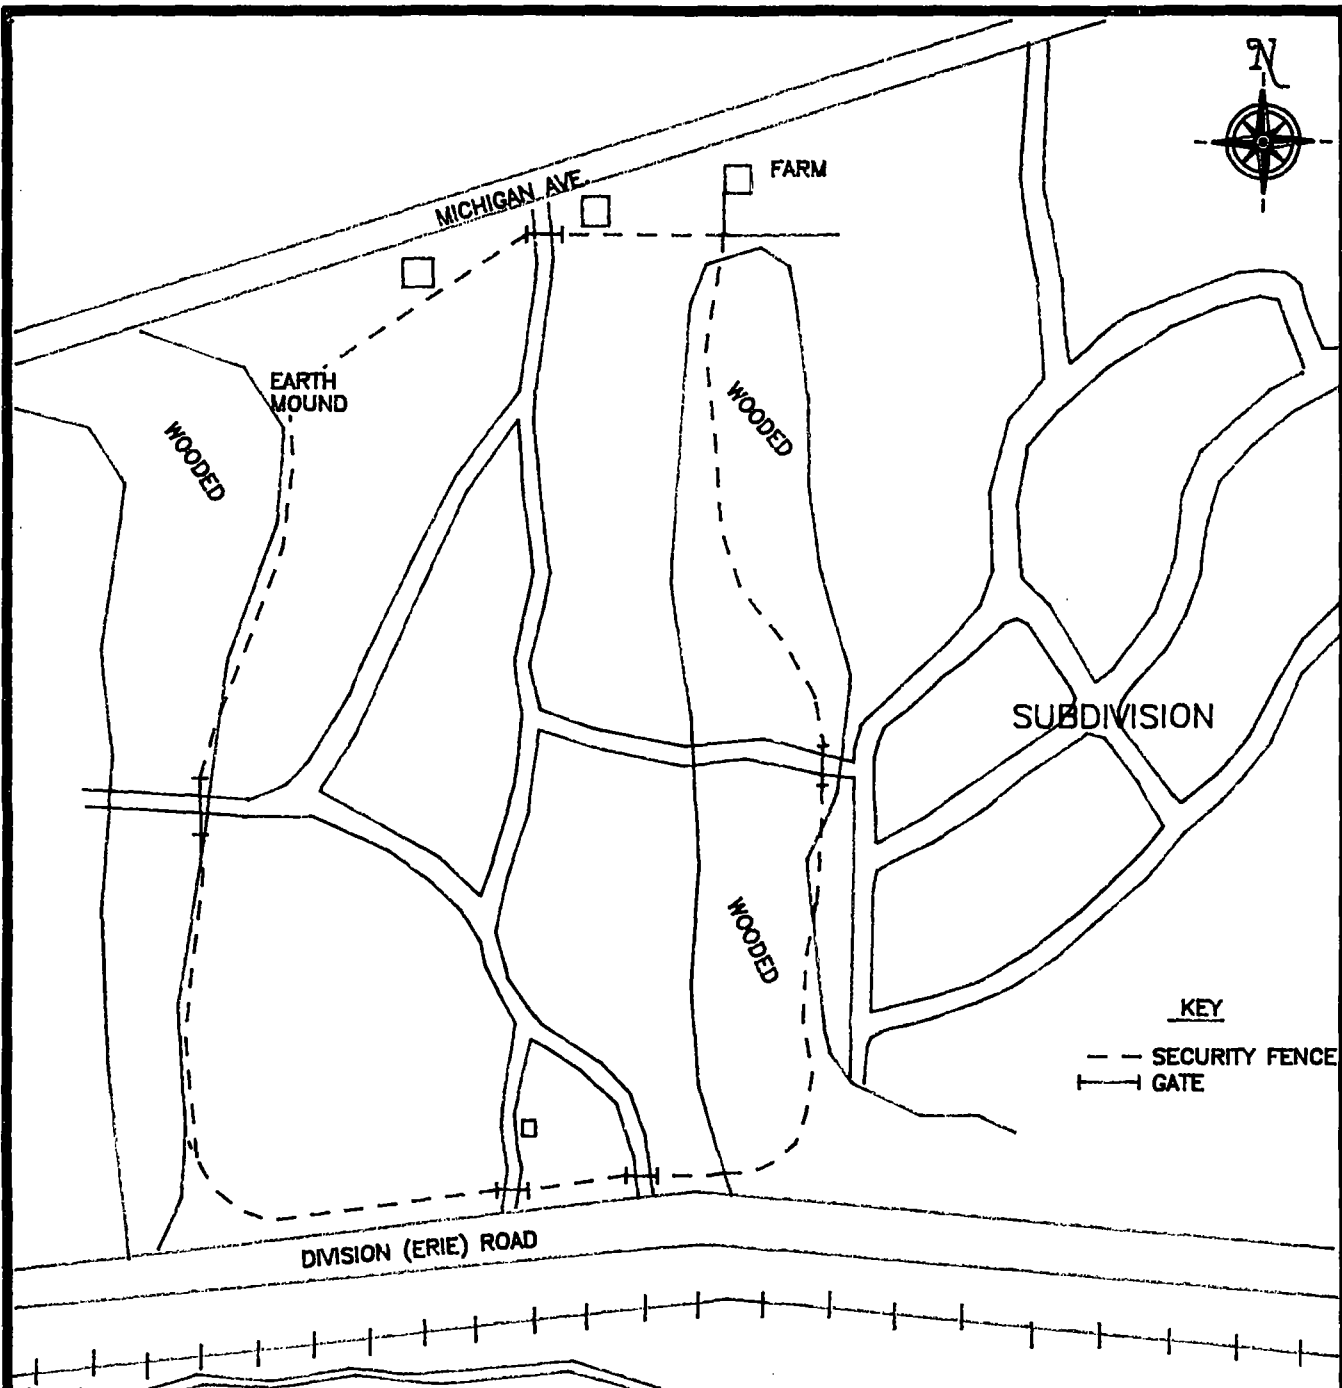 N
FARM
MICHIGAN AVE.
EARTH
MOUND
WOODED
WOODED
SUBDIVISION
WOODED
KEY
SECURITY FENCE
GATE
DIVISION (ERIE) ROAD